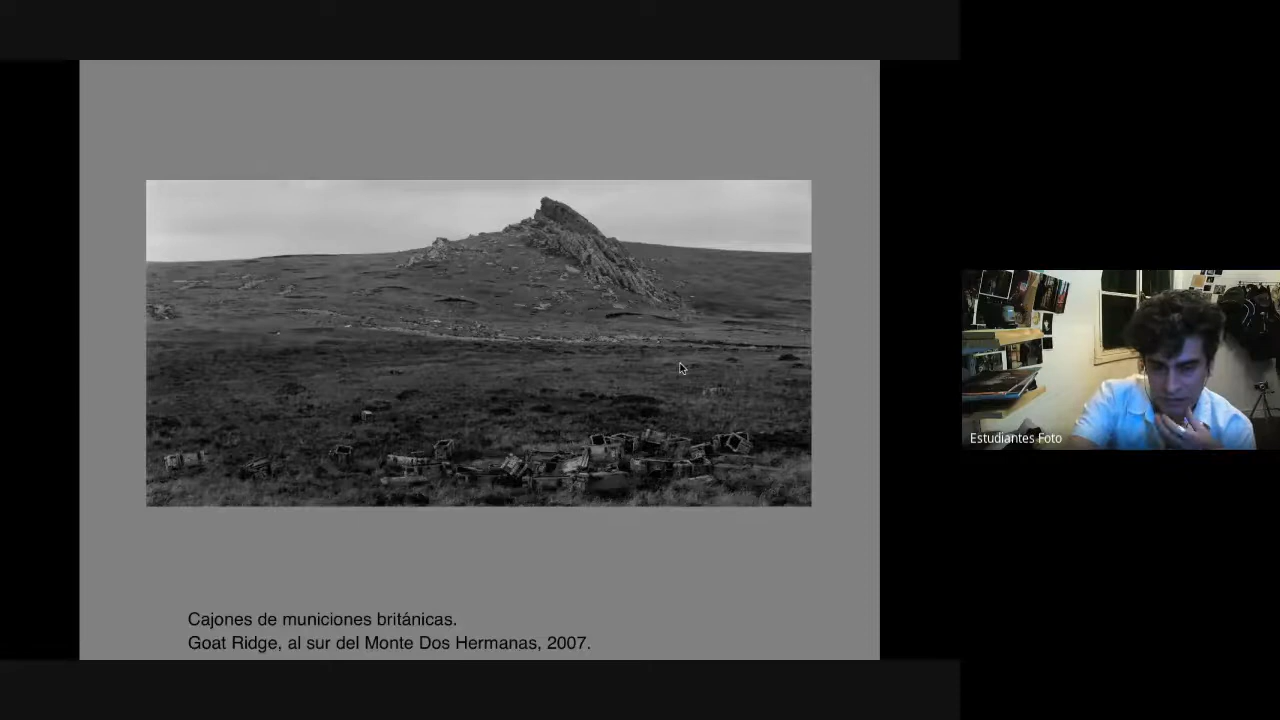 Cajones de municiones británicas.
Goat Ridge, al sur del Monte Dos Hermanas, 2007.
Estudiantes Foto